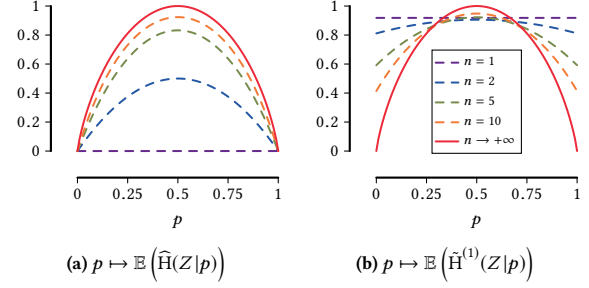 1
0.8
0.6
0.4
0.2
0
0 0.25 0.5 0.75 1
p
(a) p ↦ 𝔼(Ĥ(Z|p))
1
0.8
0.6
0.4
0.2
0
n = 1
n = 2
n = 5
n = 10
n → +∞
0 0.25 0.5 0.75 1
p
(b) p ↦ 𝔼(H̃⁽¹⁾(Z|p))